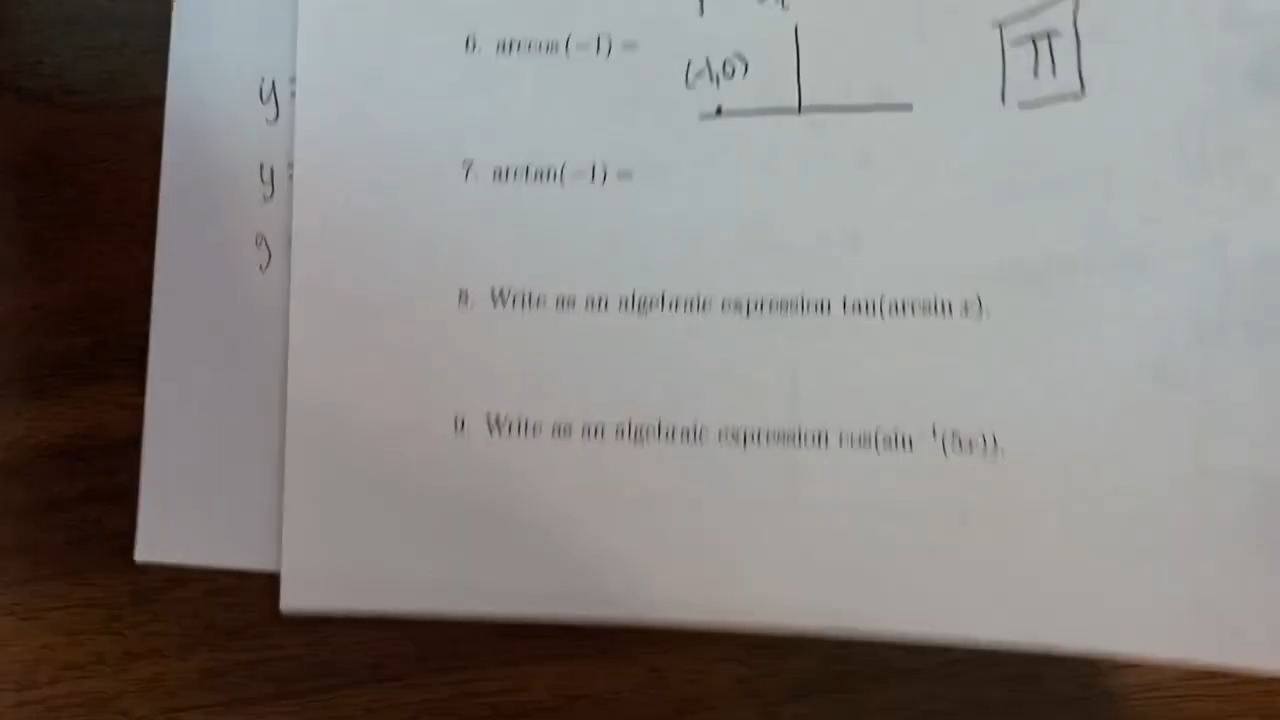 6. arccos(−1) =
(-1,0)
π
y=
7. arctan(−1) =
y=
y
8. Write as an algebraic expression tan(arcsin x).
9. Write as an algebraic expression cos(sin⁻¹(5x)).